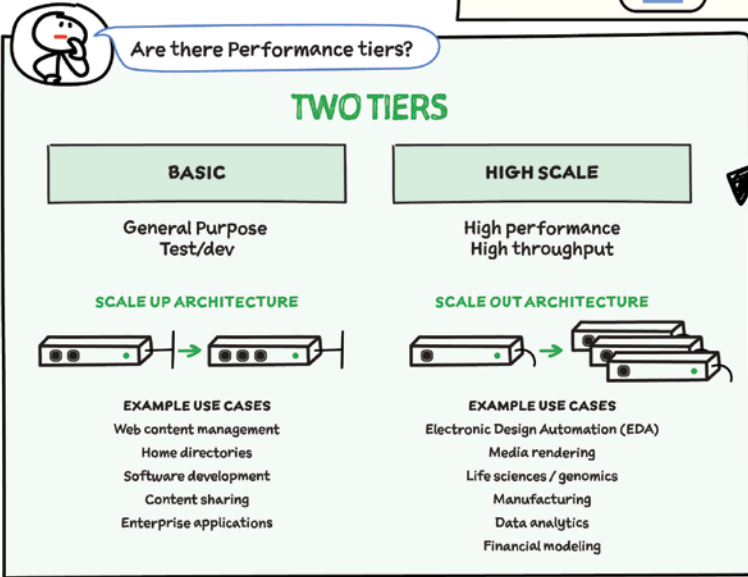 Are there Performance tiers?
TWO TIERS
BASIC
General Purpose
Test/dev
SCALE UP ARCHITECTURE
EXAMPLE USE CASES
Web content management
Home directories
Software development
Content sharing
Enterprise applications
HIGH SCALE
High performance
High throughput
SCALE OUT ARCHITECTURE
EXAMPLE USE CASES
Electronic Design Automation (EDA)
Media rendering
Life sciences / genomics
Manufacturing
Data analytics
Financial modeling